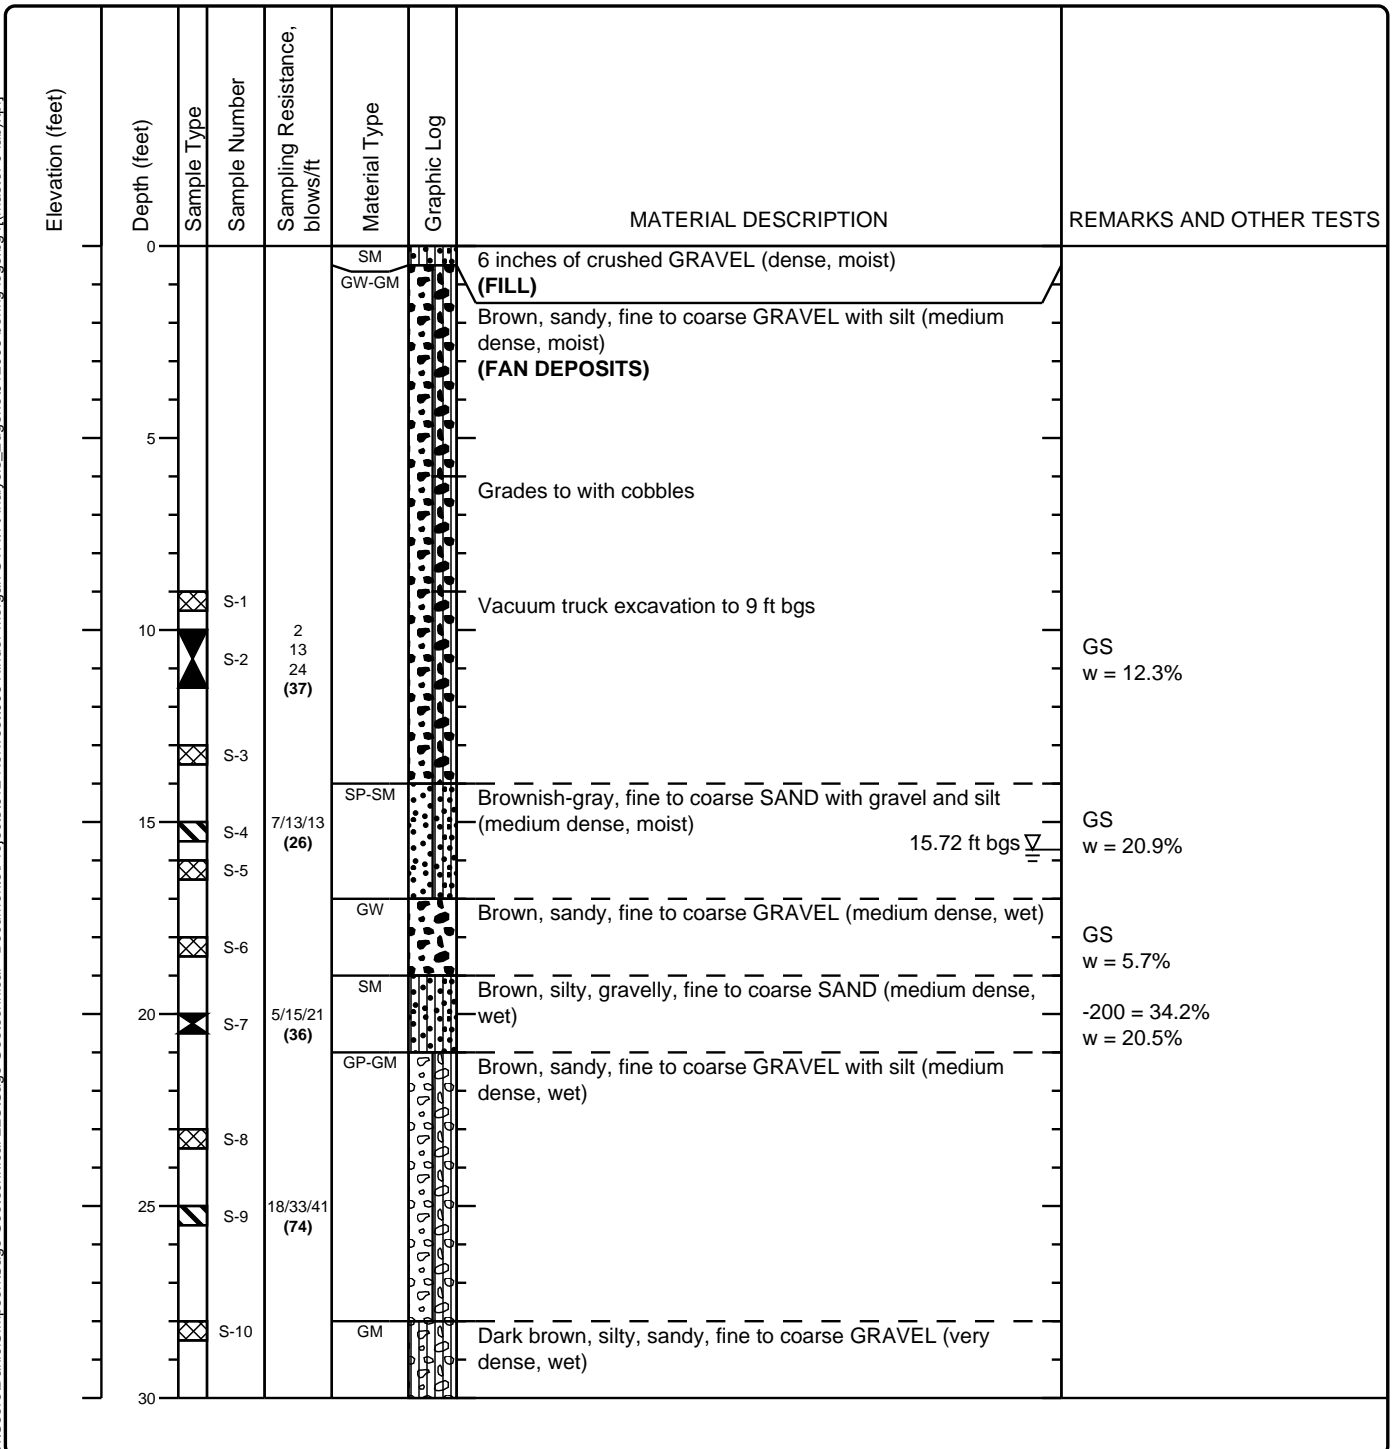 Elevation (feet)
Depth (feet)
Sample Type
Sample Number
Sampling Resistance,
blows/ft
Material Type
Graphic Log
MATERIAL DESCRIPTION
REMARKS AND OTHER TESTS
0
SM
6 inches of crushed GRAVEL (dense, moist)
(FILL)
GW-GM
Brown, sandy, fine to coarse GRAVEL with silt (medium
dense, moist)
(FAN DEPOSITS)
5
Grades to with cobbles
S-1
Vacuum truck excavation to 9 ft bgs
10
S-2
2
13
24
(37)
GS
w = 12.3%
S-3
SP-SM
Brownish-gray, fine to coarse SAND with gravel and silt
(medium dense, moist)
15
S-4
7/13/13
(26)
15.72 ft bgs
GS
w = 20.9%
S-5
GW
Brown, sandy, fine to coarse GRAVEL (medium dense, wet)
S-6
GS
w = 5.7%
SM
Brown, silty, gravelly, fine to coarse SAND (medium dense,
wet)
20
S-7
5/15/21
(36)
-200 = 34.2%
w = 20.5%
GP-GM
Brown, sandy, fine to coarse GRAVEL with silt (medium
dense, wet)
S-8
25
S-9
18/33/41
(74)
S-10
GM
Dark brown, silty, sandy, fine to coarse GRAVEL (very
dense, wet)
30